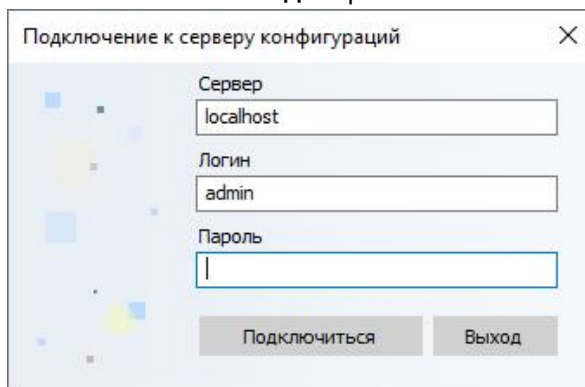 Подключение к серверу конфигураций
Сервер
localhost
Логин
admin
Пароль
Подключиться Выход